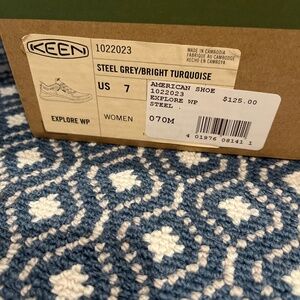 KEEN
1022023
MADE IN CAMBODIA
FABRIQUÉ AU CAMBODGE
HECHO EN CAMBOYA
STEEL GREY/BRIGHT TURQUOISE
US 7
EXPLORE WP
WOMEN
AMERICAN SHOE
1022023
EXPLORE WP
STEEL .
$125.00
070M
4 01976 08141 1